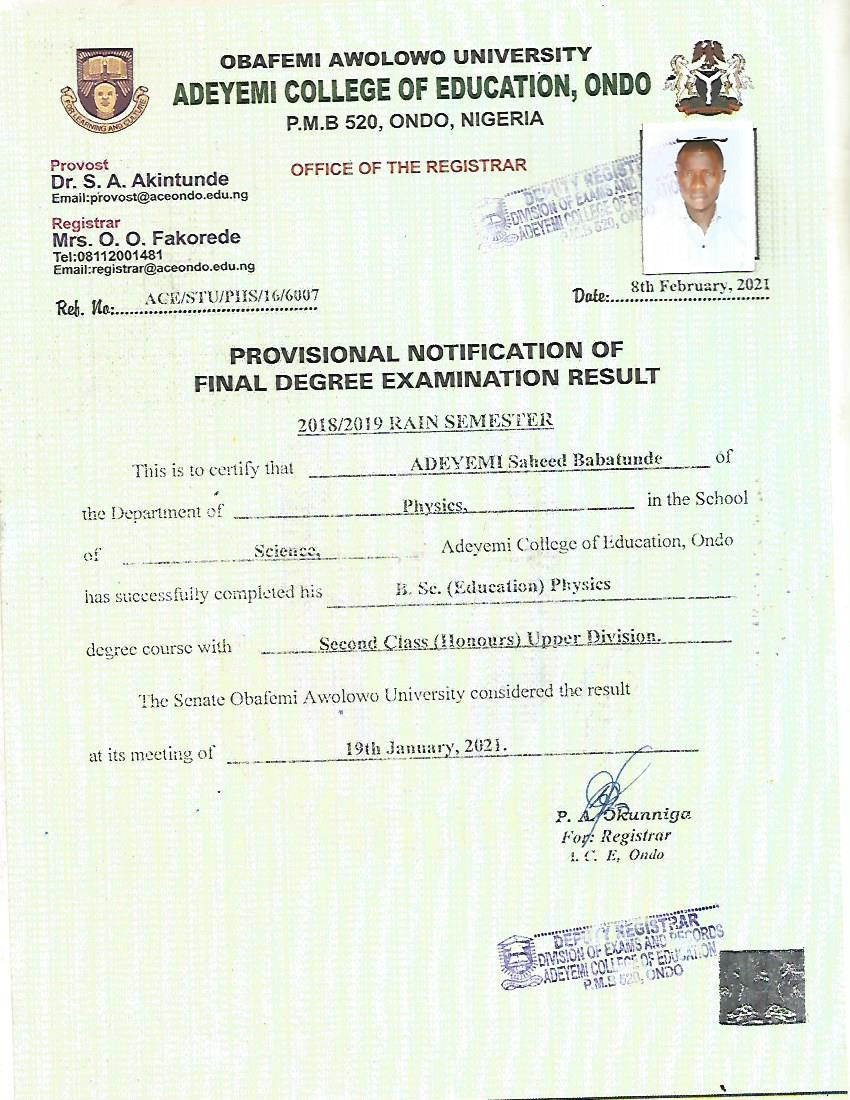 OBAFEMI AWOLOWO UNIVERSITY
ADEYEMI COLLEGE OF EDUCATION, ONDO
P.M.B 520, ONDO, NIGERIA
FOR LEARNING AND CULTURE
OFFICE OF THE REGISTRAR
Provost
Dr. S. A. Akintunde
Email:provost@aceondo.edu.ng
Registrar
Mrs. O. O. Fakorede
Tel:08112001481
Email:registrar@aceondo.edu.ng
DEPUTY REGISTR
DIVISION OF EXAMS AND
ADEYEMI COLLEGE OF ED
P.M.B 520, ONDO
Ref. No:. ACE/STU/PHS/16/6007
Date:. 8th February, 2021
PROVISIONAL NOTIFICATION OF
FINAL DEGREE EXAMINATION RESULT
2018/2019 RAIN SEMESTER
This is to certify that ADEYEMI Saheed Babatunde of
the Department of Physics, in the School
of Science, Adeyemi College of Education, Ondo
has successfully completed his B. Sc. (Education) Physics
degree course with Second Class (Honours) Upper Division.
The Senate Obafemi Awolowo University considered the result
at its meeting of 19th January, 2021.
P. A. Okunniga
For: Registrar
A. C. E, Ondo
DEPUTY REGISTRAR
DIVISION OF EXAMS AND RECORDS
ADEYEMI COLLEGE OF EDUCATION
P.M.B 520, ONDO